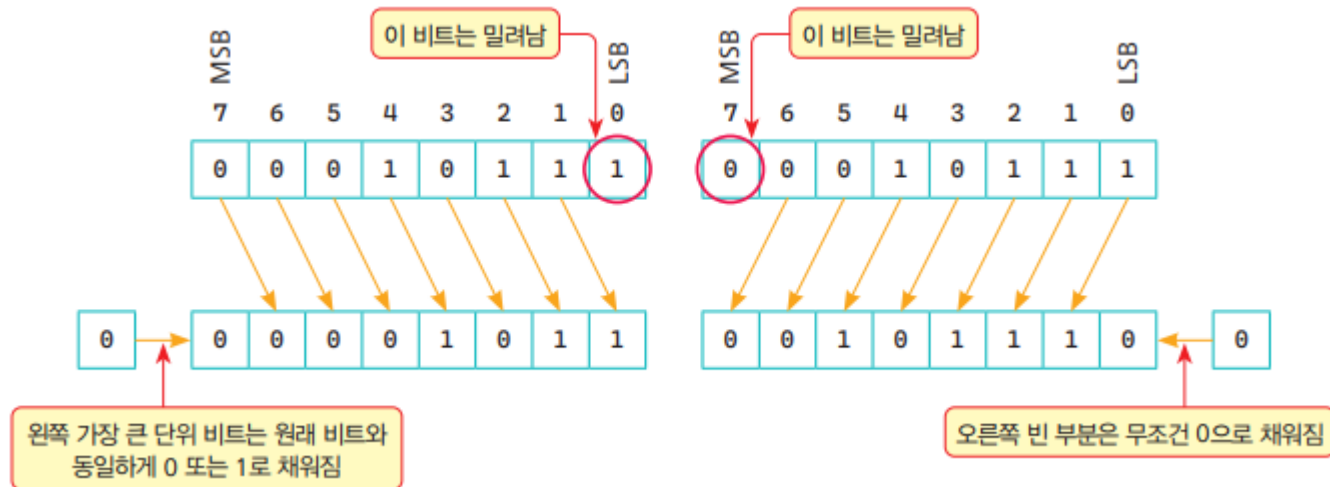 이 비트는 밀려남
이 비트는 밀려남
MSB
LSB
MSB
LSB
7 6 5 4 3 2 1 0
7 6 5 4 3 2 1 0
0 0 0 1 0 1 1 1
0 0 0 1 0 1 1 1
0
0 0 0 0 1 0 1 1
0 0 1 0 1 1 1 0
0
왼쪽 가장 큰 단위 비트는 원래 비트와
동일하게 0 또는 1로 채워짐
오른쪽 빈 부분은 무조건 0으로 채워짐